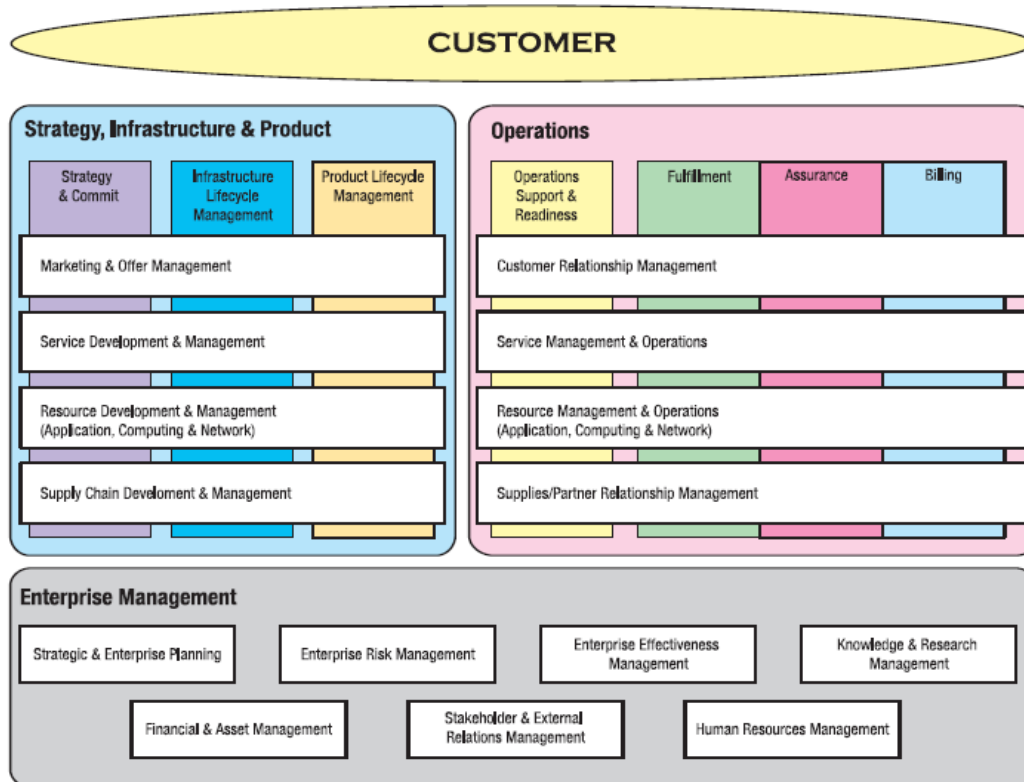 CUSTOMER
Strategy, Infrastructure & Product
Strategy
& Commit
Infrastructure
Lifecycle
Management
Product Lifecycle
Management
Marketing & Offer Management
Service Development & Management
Resource Development & Management
(Application, Computing & Network)
Supply Chain Develoment & Management
Operations
Operations
Support &
Readiness
Fulfillment
Assurance
Billing
Customer Relationship Management
Service Management & Operations
Resource Management & Operations
(Application, Computing & Network)
Supplies/Partner Relationship Management
Enterprise Management
Strategic & Enterprise Planning
Enterprise Risk Management
Enterprise Effectiveness
Management
Knowledge & Research
Management
Financial & Asset Management
Stakeholder & External
Relations Management
Human Resources Management